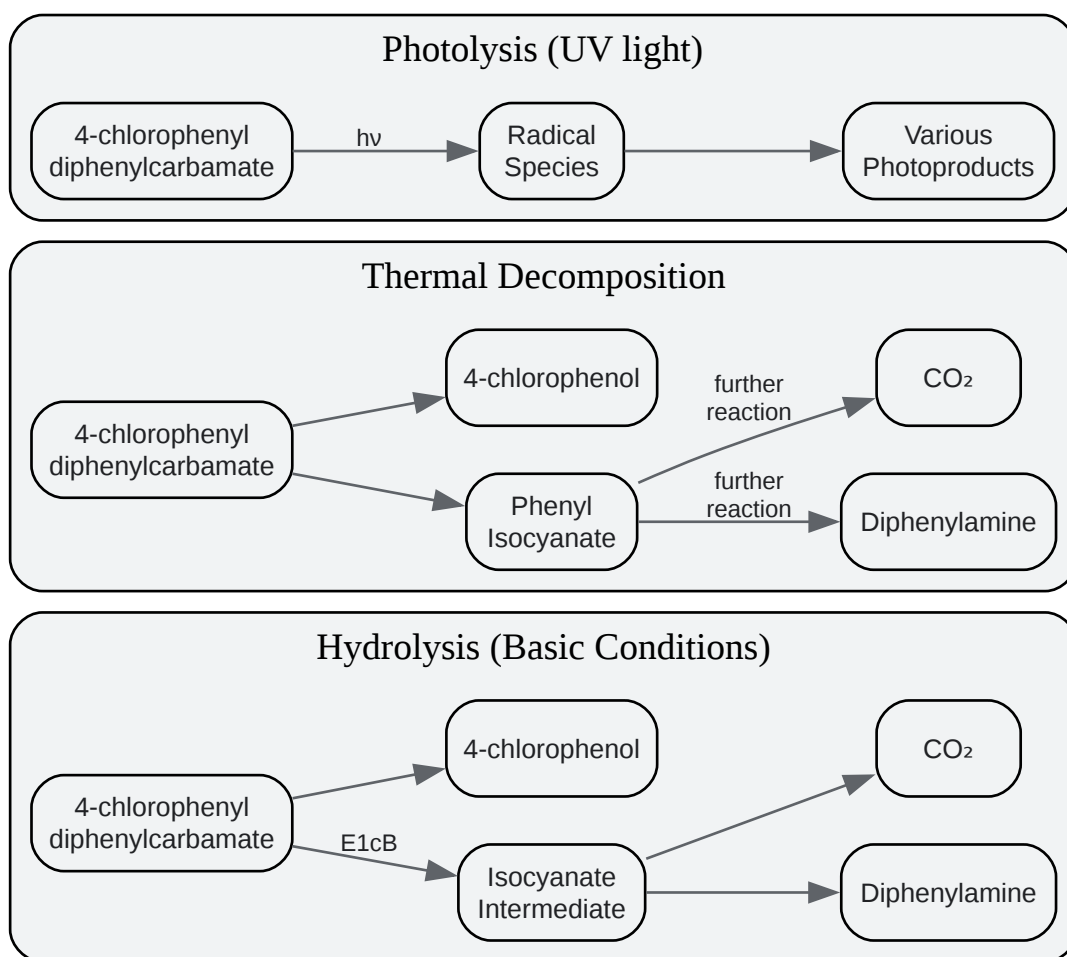 Photolysis (UV light)
4-chlorophenyl
diphenylcarbamate
hν
Radical
Species
Various
Photoproducts
Thermal Decomposition
4-chlorophenyl
diphenylcarbamate
4-chlorophenol
Phenyl
Isocyanate
further
reaction
further
reaction
CO₂
Diphenylamine
Hydrolysis (Basic Conditions)
4-chlorophenyl
diphenylcarbamate
E1cB
4-chlorophenol
Isocyanate
Intermediate
CO₂
Diphenylamine